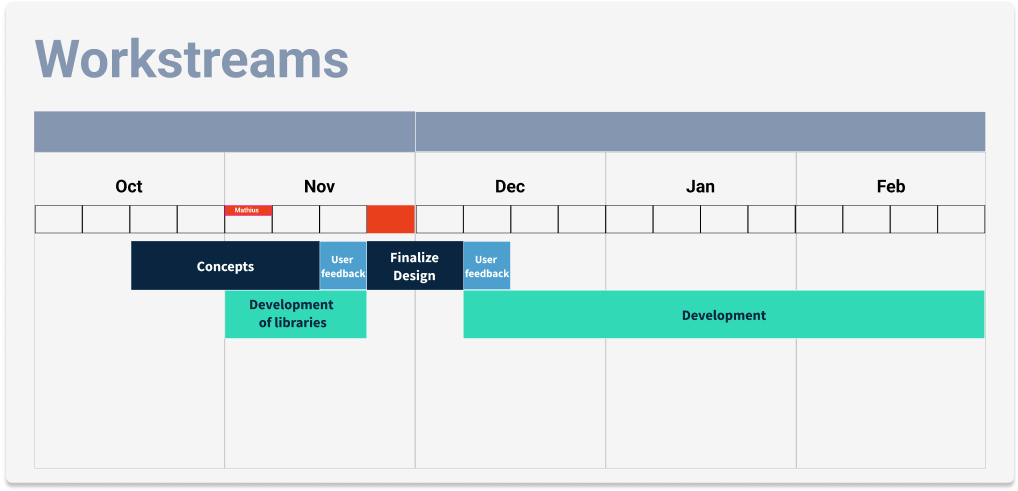 Workstreams
Oct
Nov
Dec
Jan
Feb
Mathius
Concepts
User
feedback
Finalize
Design
User
feedback
Development
of libraries
Development